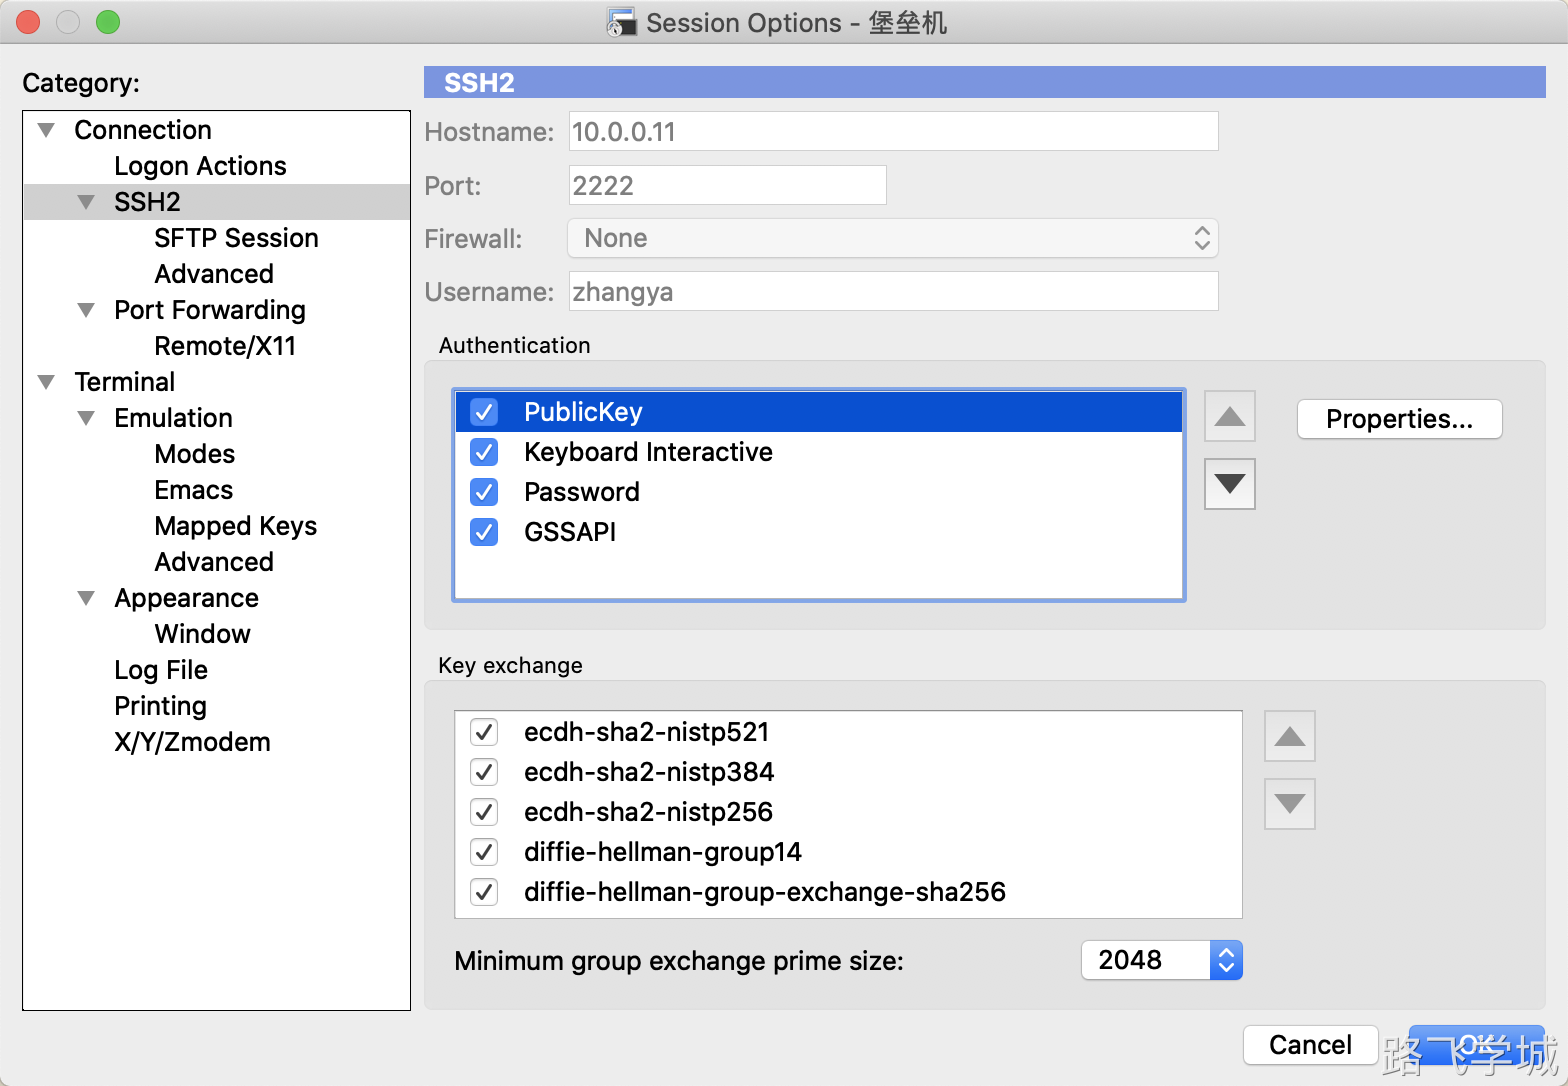 Session Options - 堡垒机
Category:
Connection
Logon Actions
SSH2
SFTP Session
Advanced
Port Forwarding
Remote/X11
Terminal
Emulation
Modes
Emacs
Mapped Keys
Advanced
Appearance
Window
Log File
Printing
X/Y/Zmodem
SSH2
Hostname: 10.0.0.11
Port: 2222
Firewall: None
Username: zhangya
Authentication
PublicKey
Keyboard Interactive
Password
GSSAPI
Properties...
Key exchange
ecdh-sha2-nistp521
ecdh-sha2-nistp384
ecdh-sha2-nistp256
diffie-hellman-group14
diffie-hellman-group-exchange-sha256
Minimum group exchange prime size: 2048
Cancel
OK
路飞学城